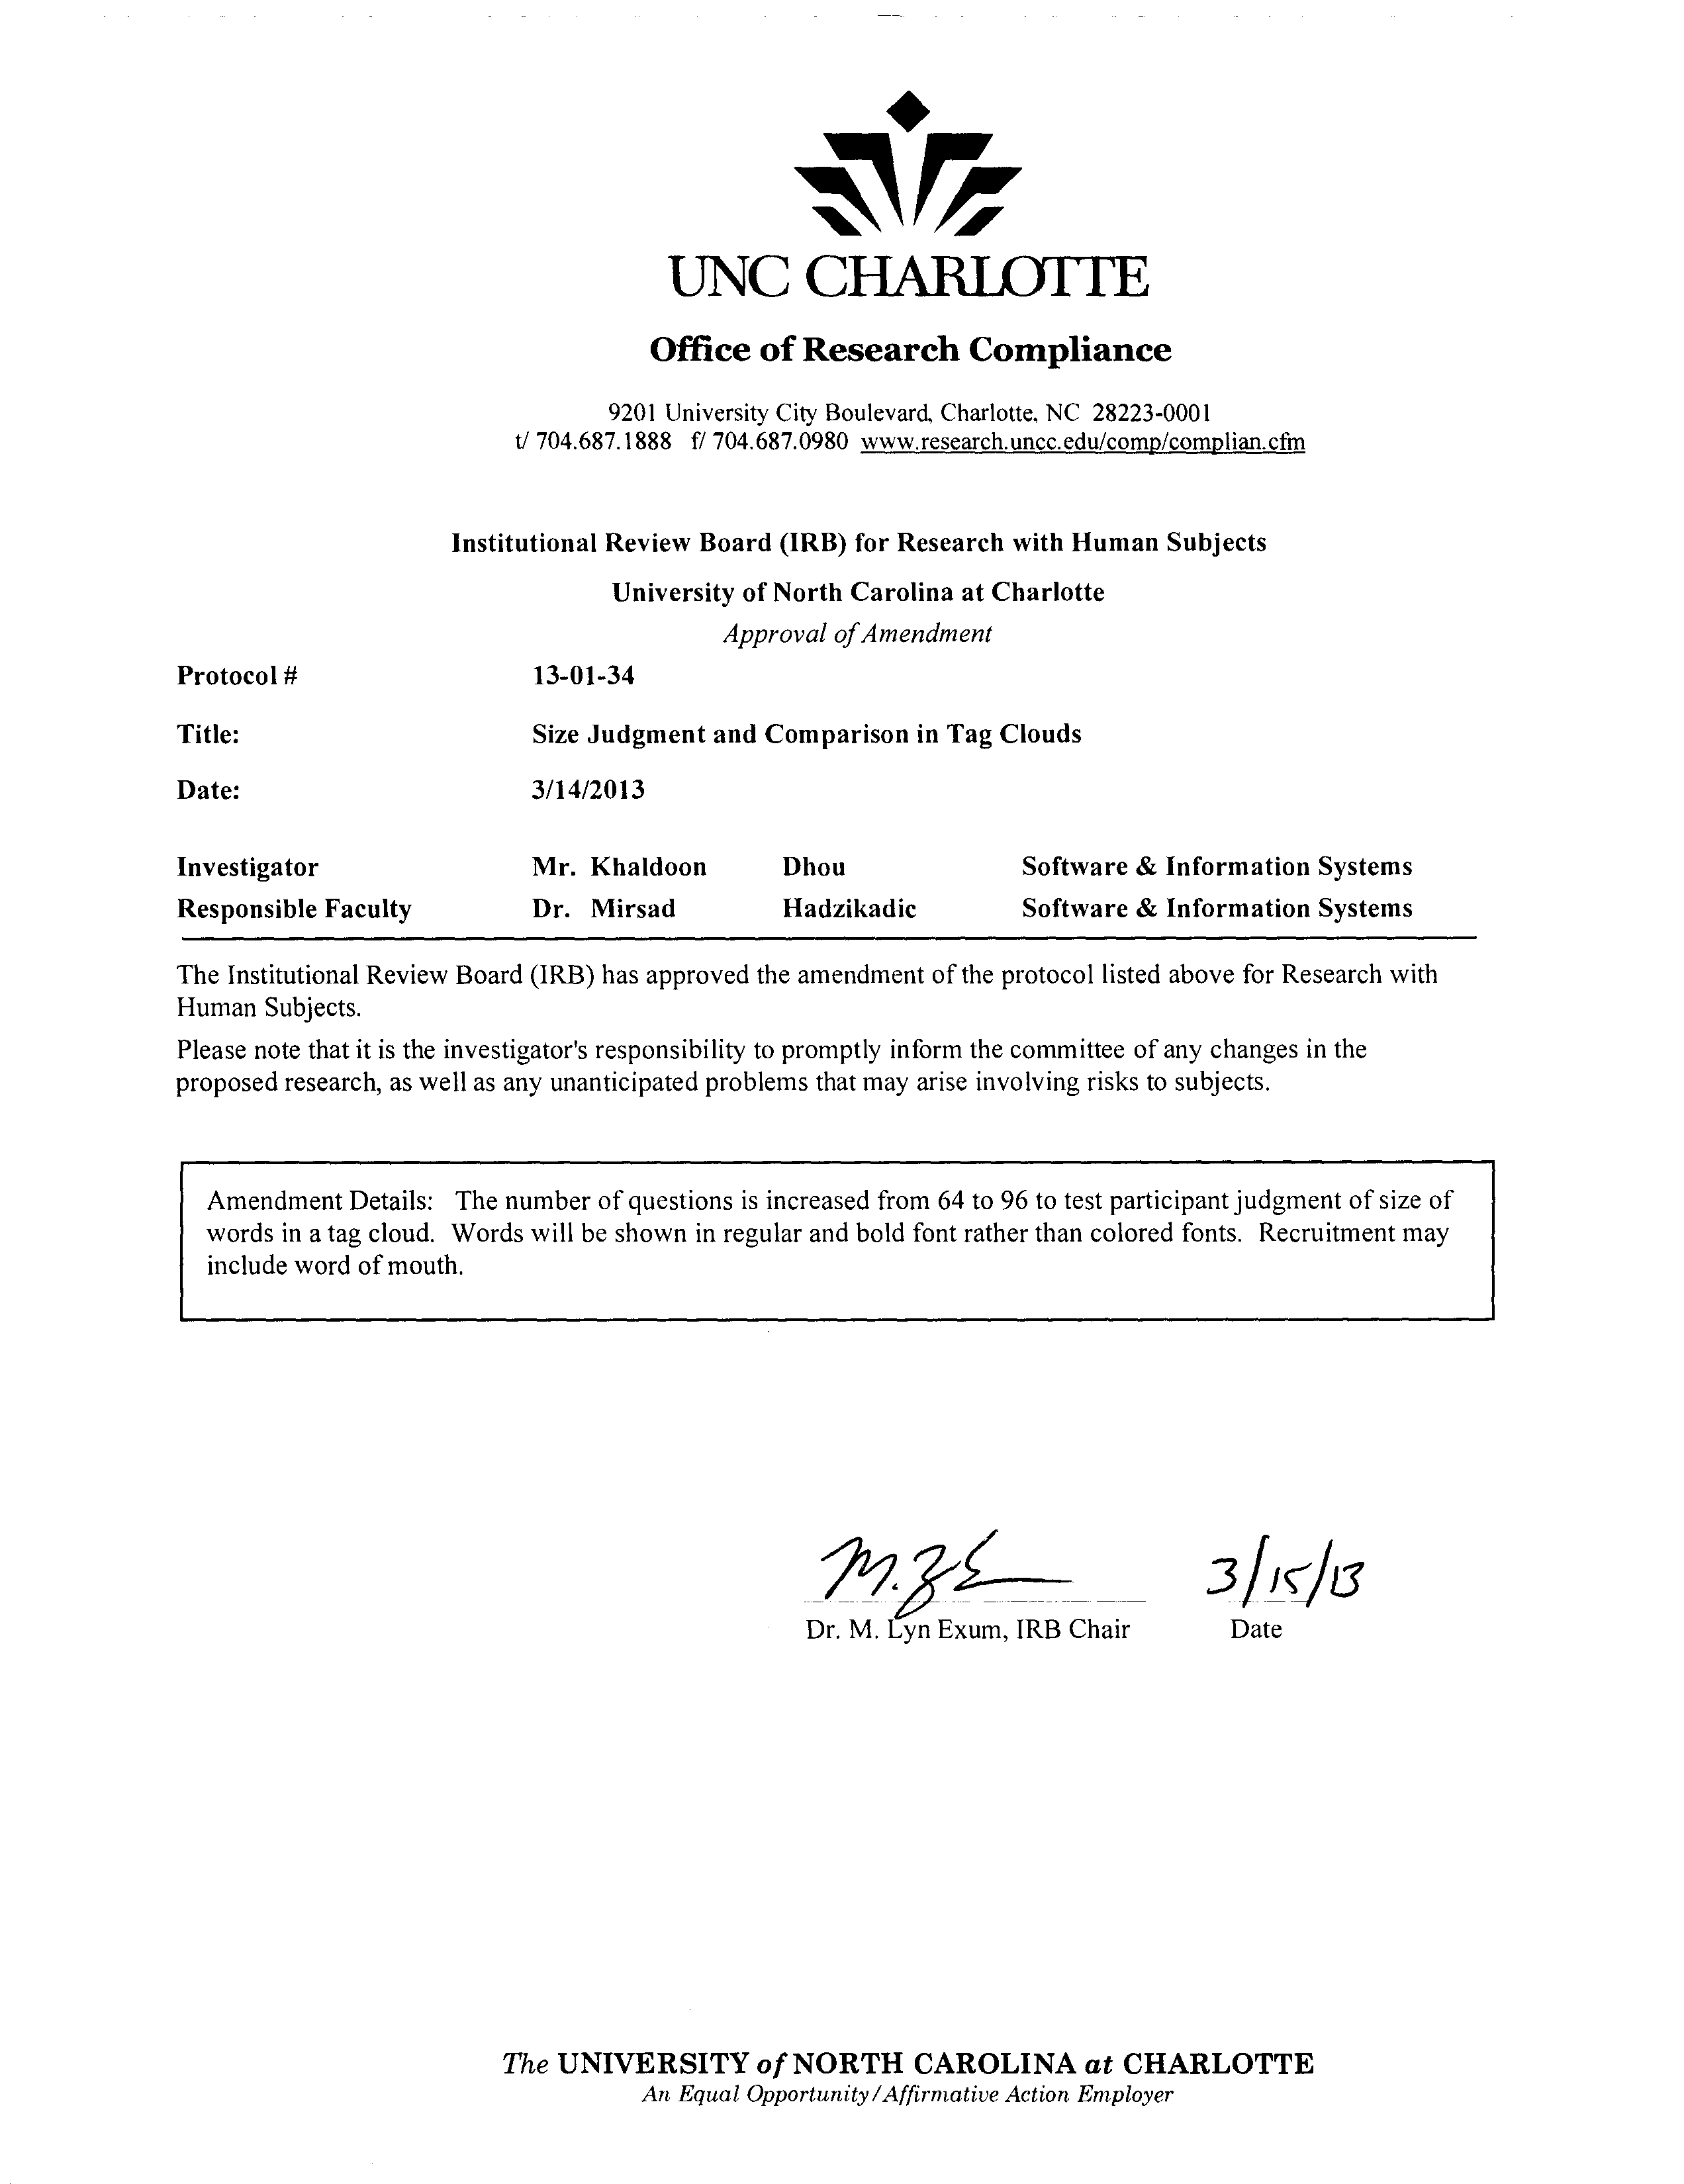 UNC CHARLOTTE
Office of Research Compliance
9201 University City Boulevard, Charlotte, NC 28223-0001
t/ 704.687.1888 f/ 704.687.0980 www.research.uncc.edu/comp/complian.cfm
Institutional Review Board (IRB) for Research with Human Subjects
University of North Carolina at Charlotte
Approval of Amendment
Protocol # 13-01-34
Title: Size Judgment and Comparison in Tag Clouds
Date: 3/14/2013
Investigator Mr. Khaldoon Dhou Software & Information Systems
Responsible Faculty Dr. Mirsad Hadzikadic Software & Information Systems
The Institutional Review Board (IRB) has approved the amendment of the protocol listed above for Research with
Human Subjects.
Please note that it is the investigator's responsibility to promptly inform the committee of any changes in the
proposed research, as well as any unanticipated problems that may arise involving risks to subjects.
Amendment Details: The number of questions is increased from 64 to 96 to test participant judgment of size of
words in a tag cloud. Words will be shown in regular and bold font rather than colored fonts. Recruitment may
include word of mouth.
3/15/13
Dr. M. Lyn Exum, IRB Chair Date
The UNIVERSITY of NORTH CAROLINA at CHARLOTTE
An Equal Opportunity/Affirmative Action Employer